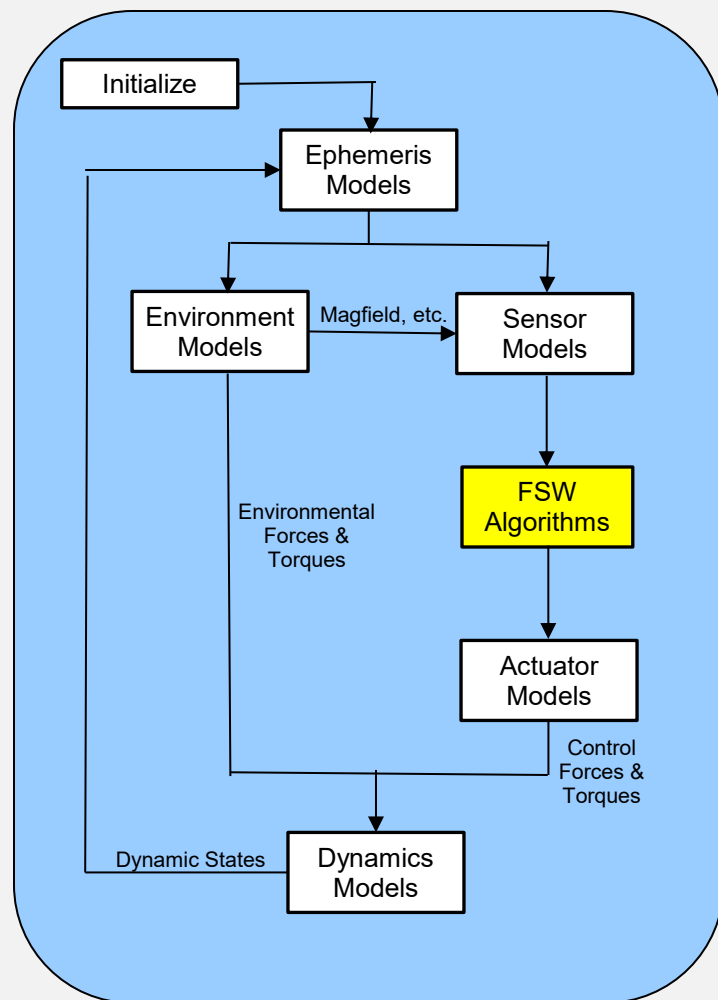 Initialize
Ephemeris
Models
Environment
Models
Magfield, etc.
Sensor
Models
FSW
Algorithms
Environmental
Forces &
Torques
Actuator
Models
Control
Forces &
Torques
Dynamic States
Dynamics
Models